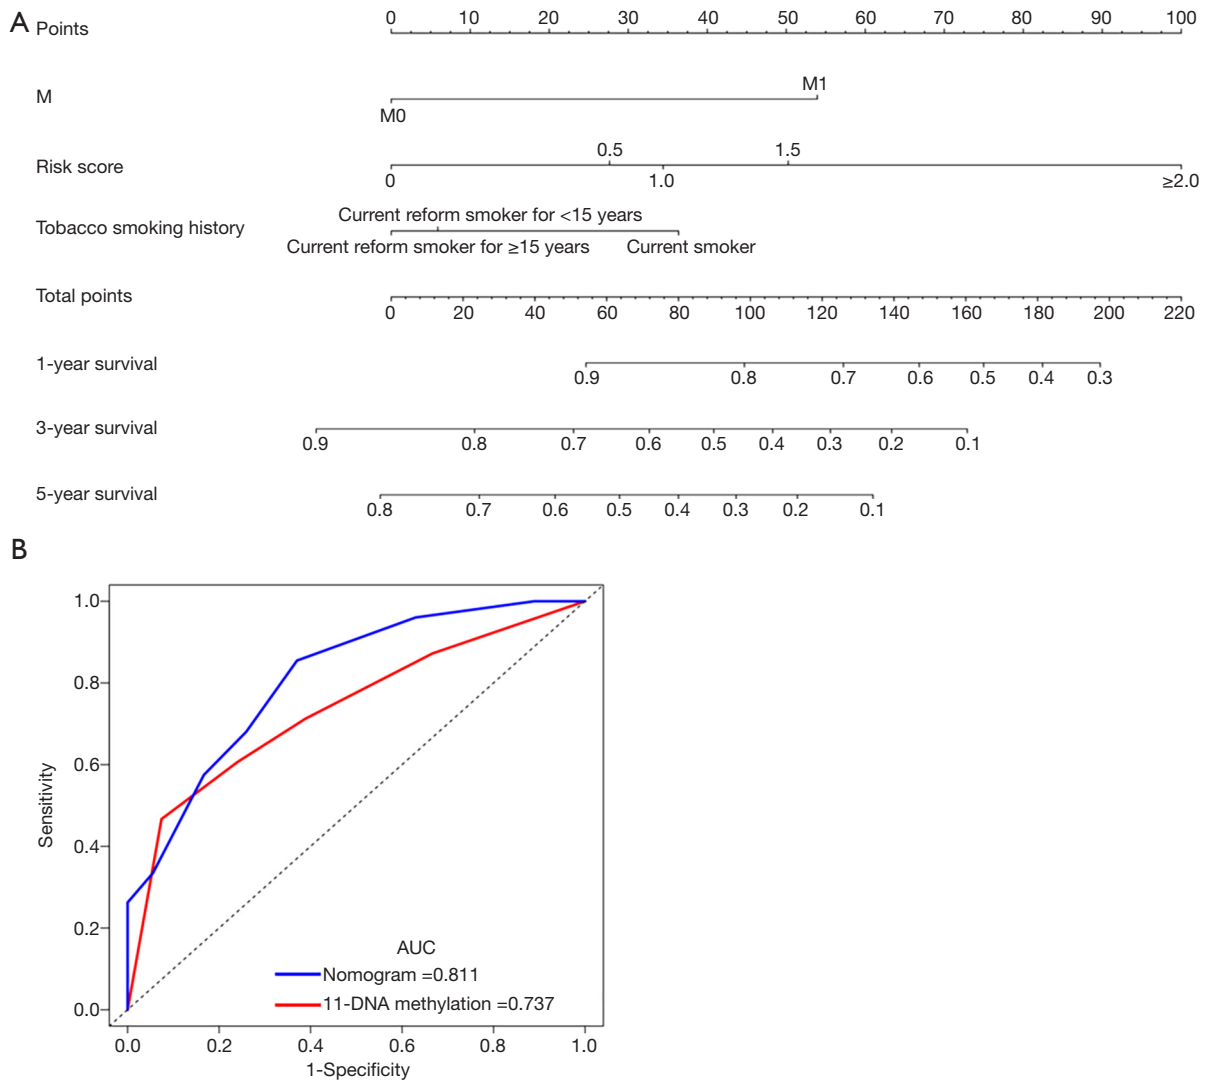 A
Points 0 10 20 30 40 50 60 70 80 90 100
M1
M
M0
0.5 1.5
Risk score
0 1.0 ≥2.0
Current reform smoker for <15 years
Tobacco smoking history
Current reform smoker for ≥15 years Current smoker
Total points
0 20 40 60 80 100 120 140 160 180 200 220
1-year survival
0.9 0.8 0.7 0.6 0.5 0.4 0.3
3-year survival
0.9 0.8 0.7 0.6 0.5 0.4 0.3 0.2 0.1
5-year survival
0.8 0.7 0.6 0.5 0.4 0.3 0.2 0.1
B
1.0
0.8
0.6
Sensitivity
0.4
0.2
0.0
AUC
Nomogram =0.811
11-DNA methylation =0.737
0.0 0.2 0.4 0.6 0.8 1.0
1-Specificity